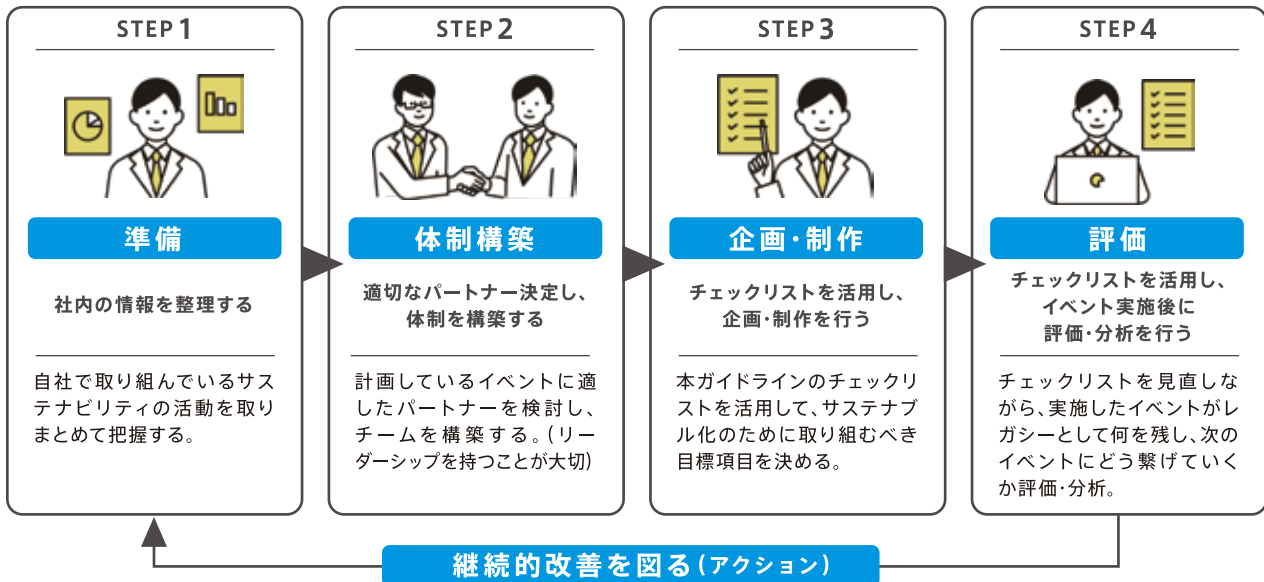 STEP 1
準備
社内の情報を整理する
自社で取り組んでいるサス
テナビリティの活動を取り
まとめて把握する。
STEP 2
体制構築
適切なパートナー決定し、
体制を構築する
計画しているイベントに適
したパートナーを検討し、
チームを構築する。(リー
ダーシップを持つことが大切)
STEP 3
企画・制作
チェックリストを活用し、
企画・制作を行う
本ガイドラインのチェックリ
ストを活用して、サステナブ
ル化のために取り組むべき
目標項目を決める。
STEP 4
評価
チェックリストを活用し、
イベント実施後に
評価・分析を行う
チェックリストを見直しな
がら、実施したイベントがレ
ガシーとして何を残し、次の
イベントにどう繋げていく
か評価・分析。
継続的改善を図る(アクション)